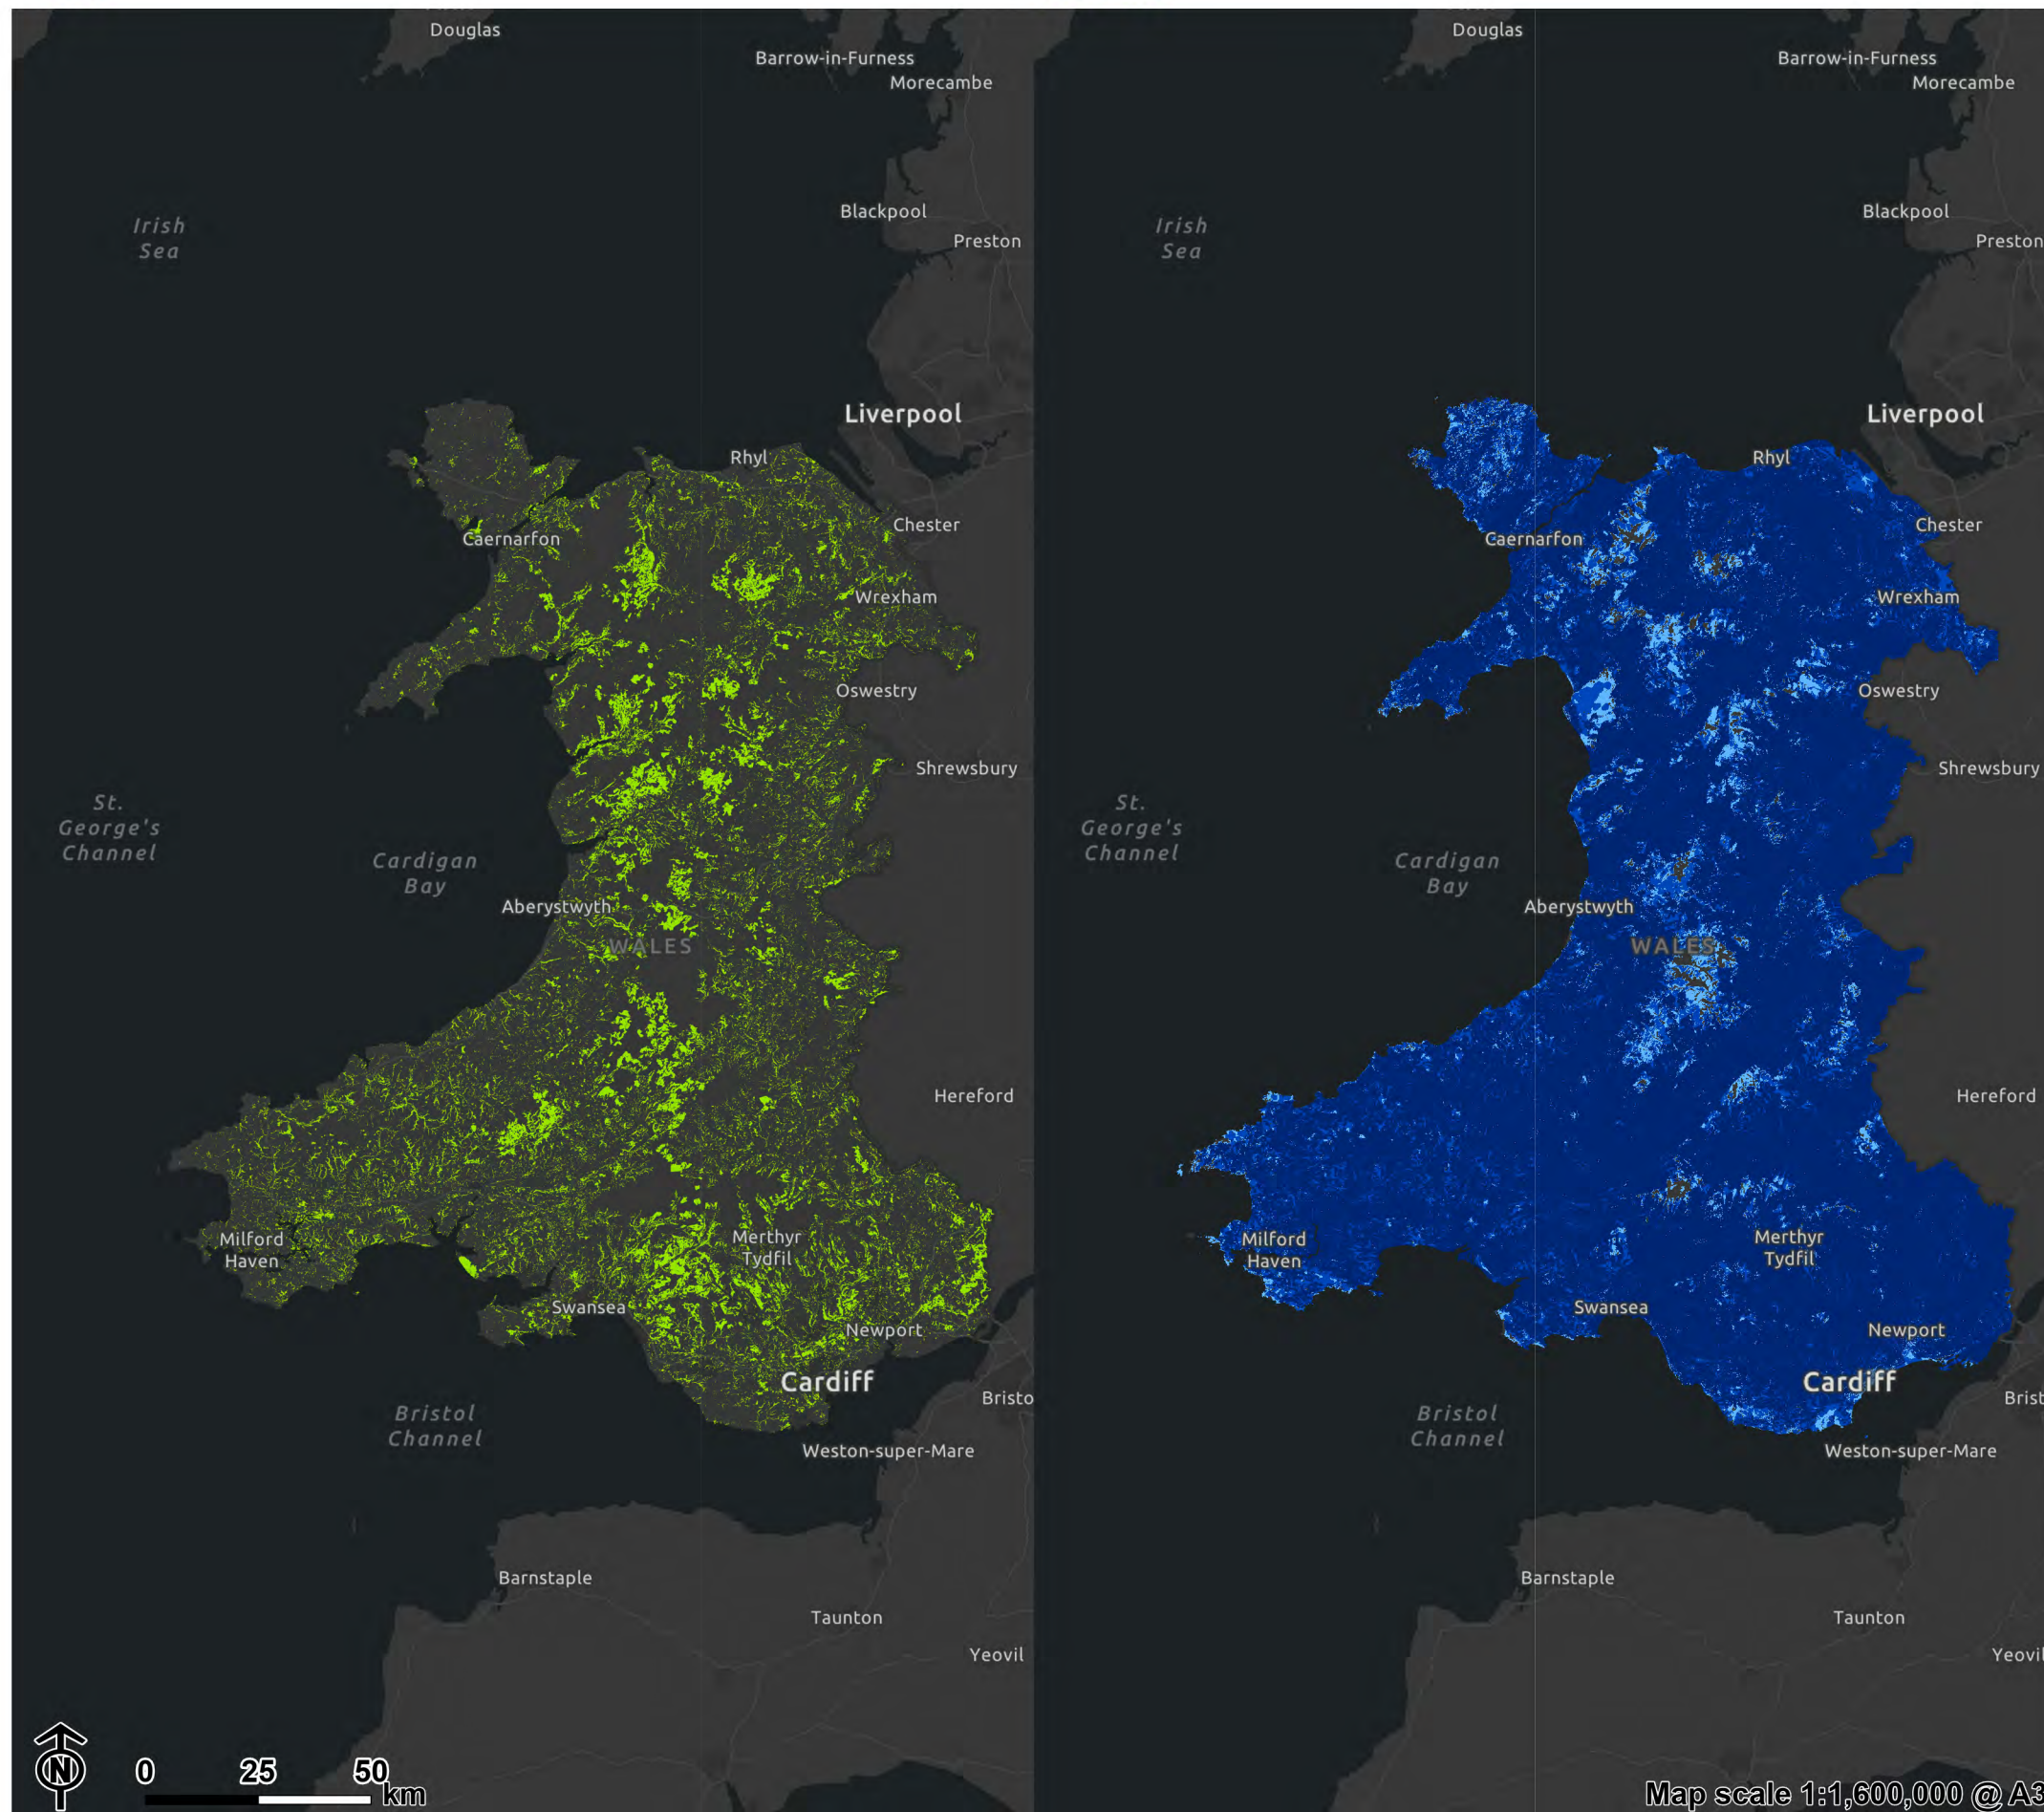 Douglas
Barrow-in-Furness
Morecambe
Irish
Sea
Blackpool
Preston
Liverpool
Rhyl
Chester
Caernarfon
Wrexham
Oswestry
Shrewsbury
St.
George's
Channel
Cardigan
Bay
Aberystwyth
WALES
Hereford
Milford
Haven
Merthyr
Tydfil
Swansea
Newport
Cardiff
Bristo
Bristol
Channel
Weston-super-Mare
Barnstaple
Taunton
Yeovil
N
0 25 50
km
Douglas
Barrow-in-Furness
Morecambe
Irish
Sea
Blackpool
Preston
Liverpool
Rhyl
Chester
Caernarfon
Wrexham
Oswestry
Shrewsbury
St.
George's
Channel
Cardigan
Bay
Aberystwyth
WALES
Hereford
Milford
Haven
Merthyr
Tydfil
Swansea
Newport
Cardiff
Brist
Bristol
Channel
Weston-super-Mare
Barnstaple
Taunton
Yeovil
Map scale 1:1,600,000 @ A3